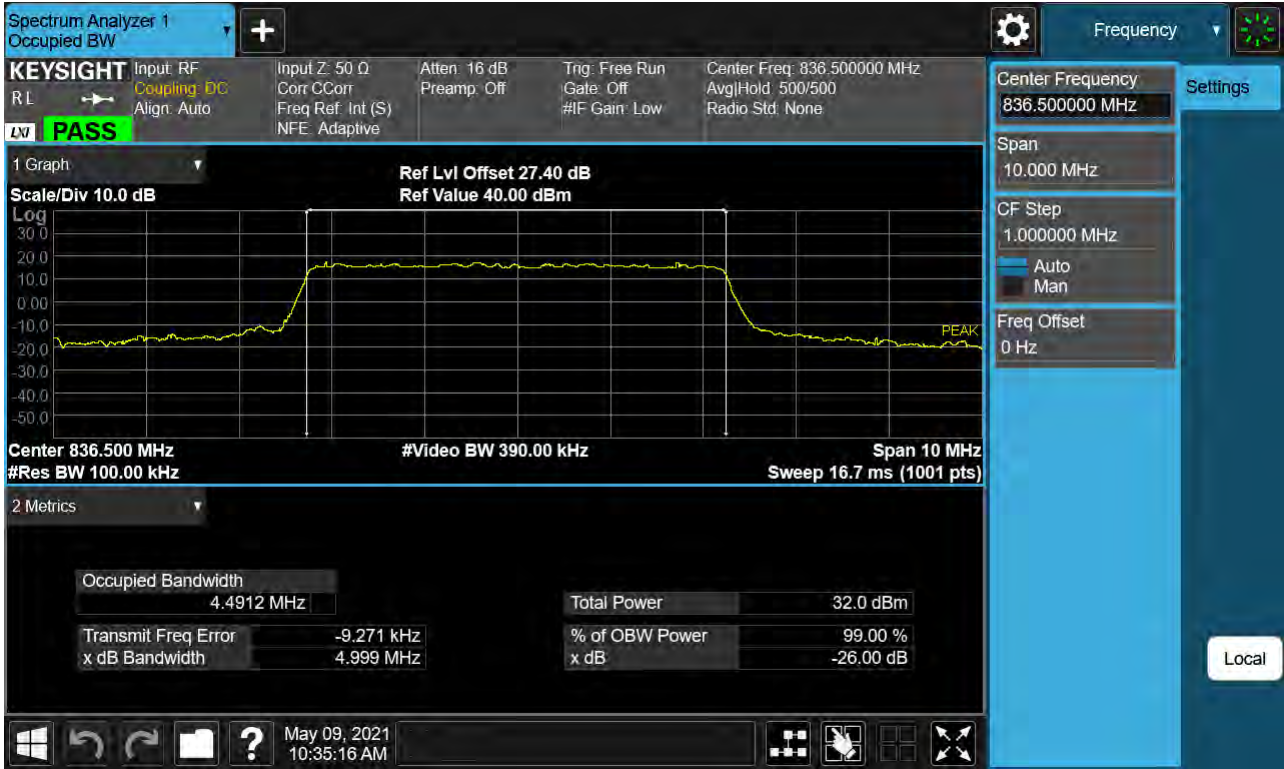 Spectrum Analyzer 1
Occupied BW
Frequency
KEYSIGHT
R L
LXI
PASS
Input: RF
Coupling: DC
Align: Auto
Input Z: 50 Ω
Corr CCorr
Freq Ref: Int (S)
NFE: Adaptive
Atten: 16 dB
Preamp: Off
Trig: Free Run
Gate: Off
#IF Gain: Low
Center Freq: 836.500000 MHz
Avg|Hold: 500/500
Radio Std: None
Center Frequency
836.500000 MHz
Settings
Span
10.000 MHz
CF Step
1.000000 MHz
Auto
Man
Freq Offset
0 Hz
Local
1 Graph
Scale/Div 10.0 dB
Ref Lvl Offset 27.40 dB
Ref Value 40.00 dBm
Log
30.0
20.0
10.0
0.00
-10.0
-20.0
-30.0
-40.0
-50.0
PEAK
Center 836.500 MHz
#Video BW 390.00 kHz
Span 10 MHz
#Res BW 100.00 kHz
Sweep 16.7 ms (1001 pts)
2 Metrics
Occupied Bandwidth
4.4912 MHz
Total Power 32.0 dBm
Transmit Freq Error -9.271 kHz
% of OBW Power 99.00 %
x dB Bandwidth 4.999 MHz
x dB -26.00 dB
?
May 09, 2021
10:35:16 AM